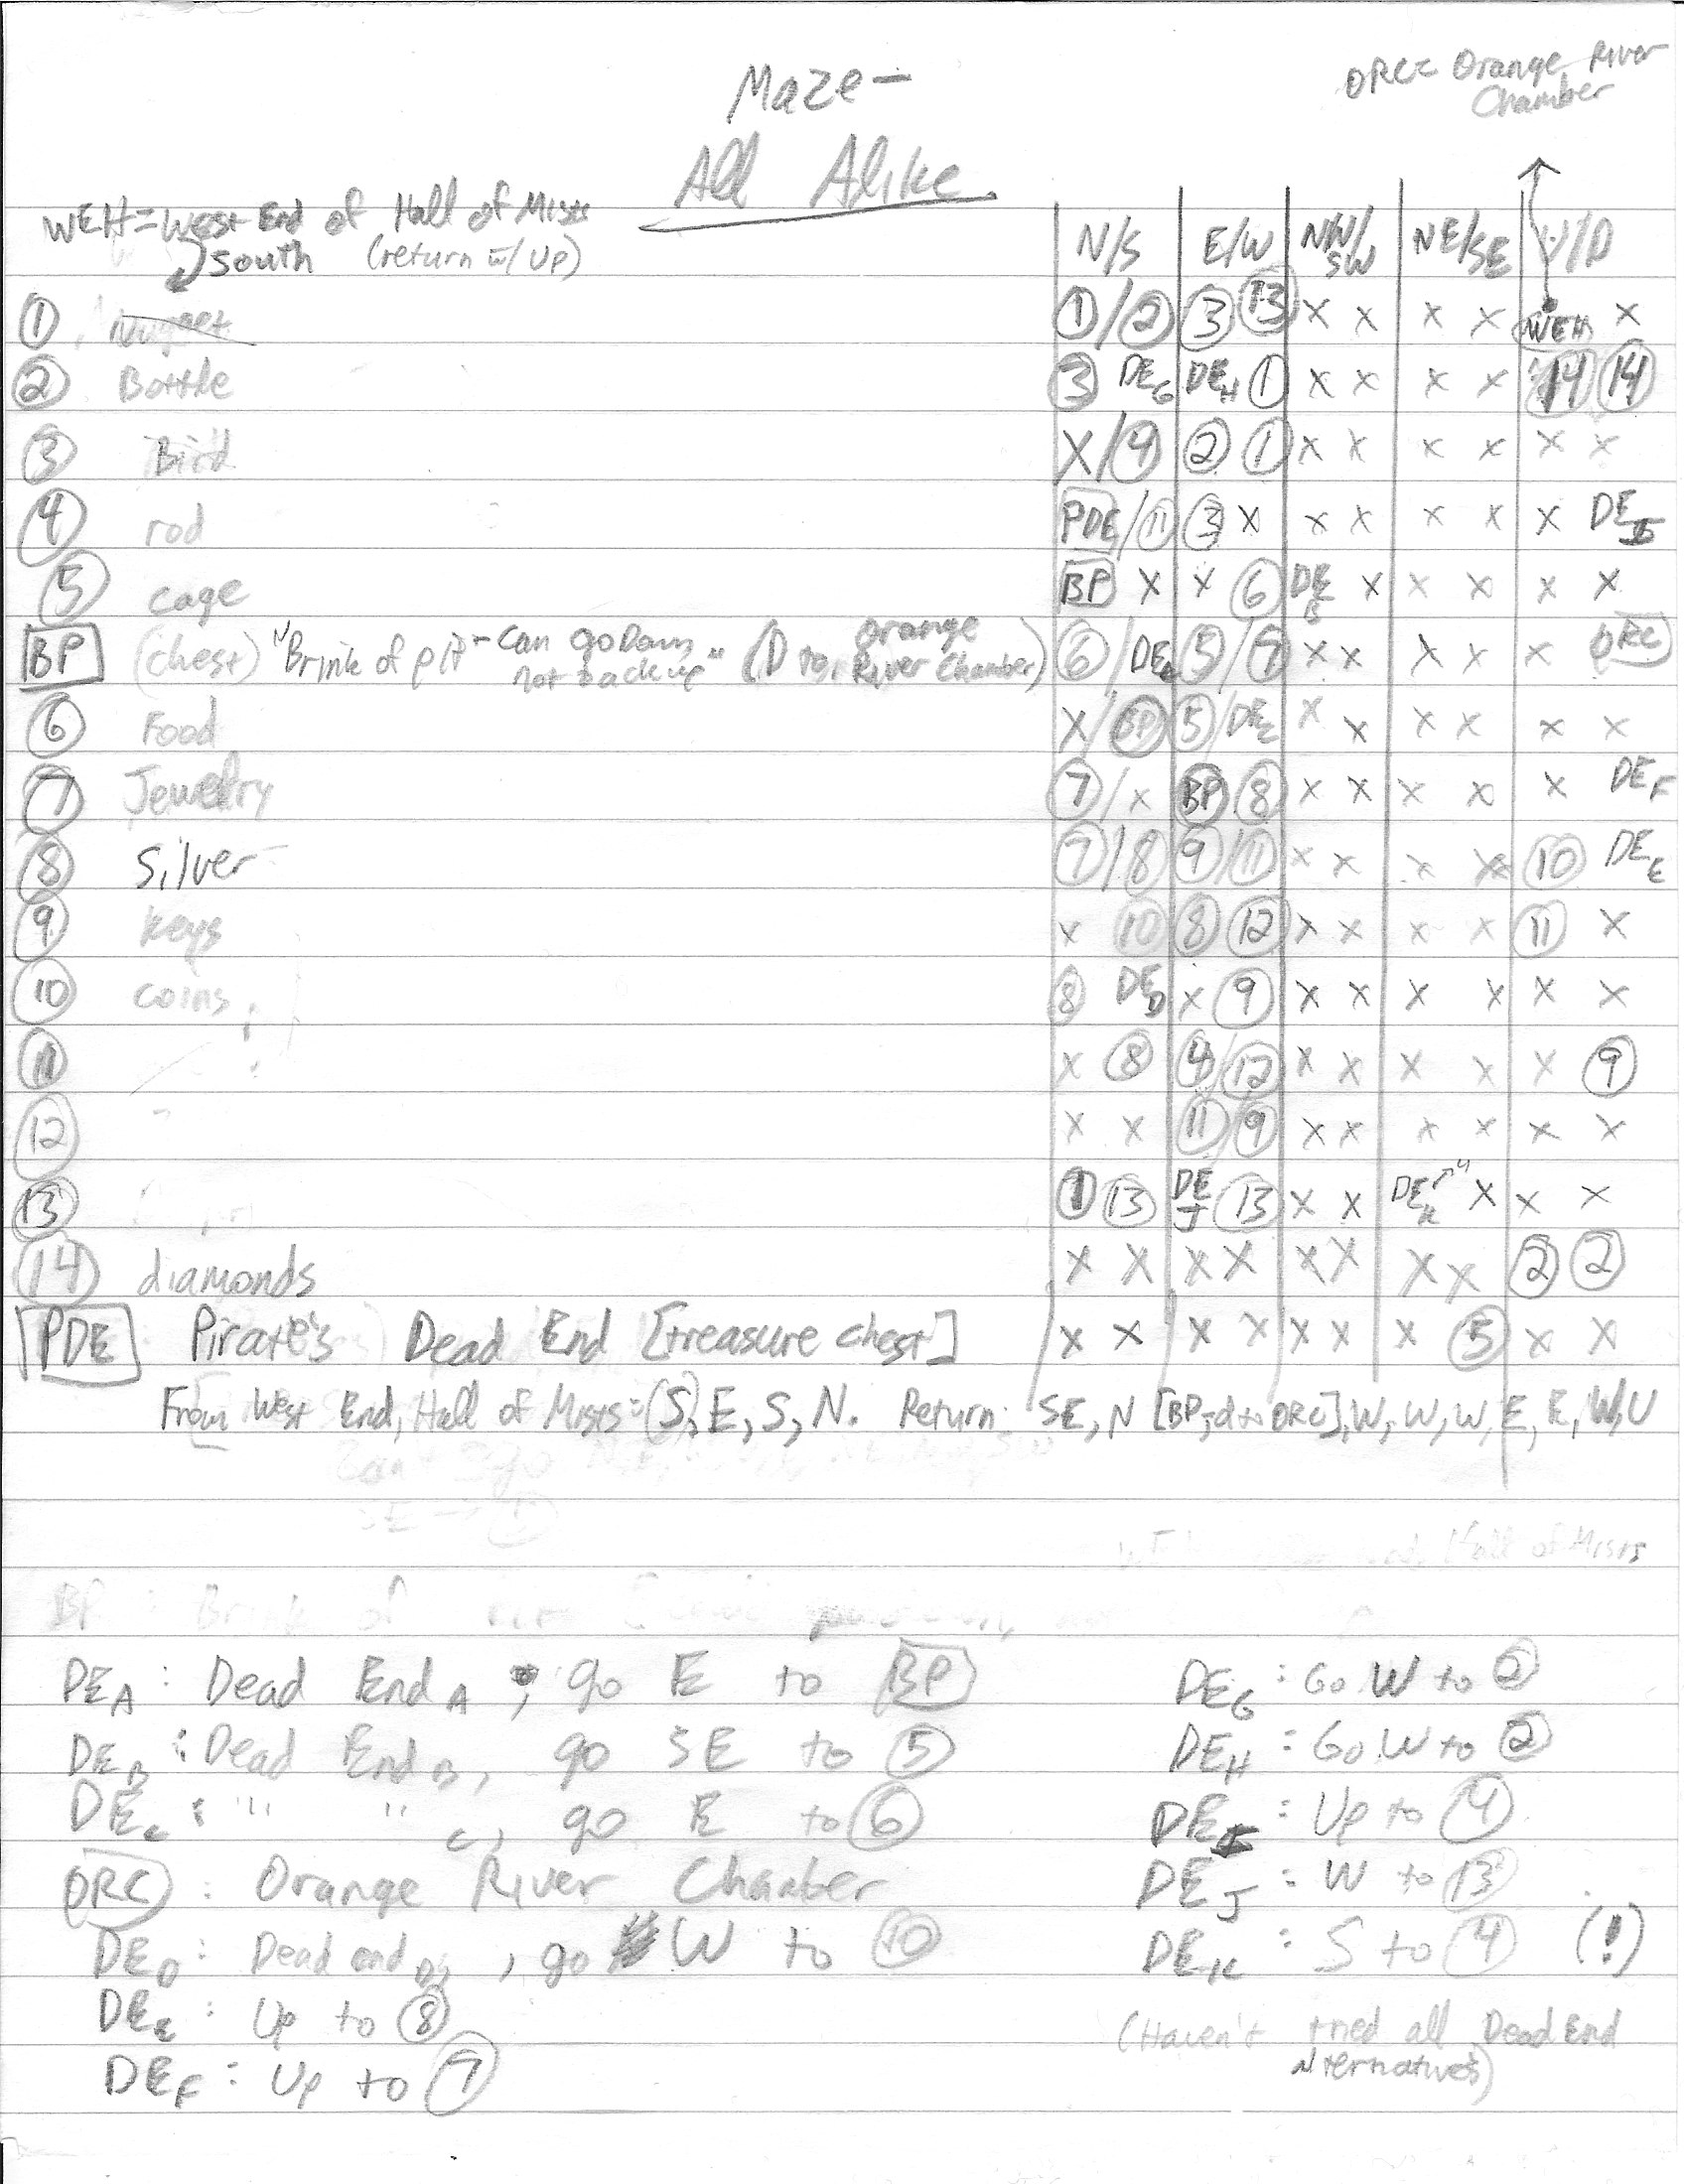 ORC= Orange River
Chamber
Maze—
All Alike
WEH=West End of Hall of Mists
South (return w/ Up)
N/S E/W NW/SW NE/SE U/D
① Nugget ①/② ③ 13 X X X X WEH X
② Bottle ③ DE_G DE_H ① X X X X 14 14
③ Bird X/④ ② ① X X X X X X
④ rod PDE/⑪ ③ X X X X X X DE_I
⑤ cage BP X X ⑥ DE_B X X X X X
BP (chest) "Brink of pit - can go Down not back up" (D to Orange River Chamber) ⑥/DE_A ⑤/⑦ X X X X X ORC
⑥ Food X/BP ⑤/DE_C X X X X X X
⑦ Jewelry ⑦/X BP ⑧ X X X X X DE_F
⑧ Silver ⑦/⑧ ⑨/⑪ X X X X ⑩ DE_E
⑨ keys X ⑩ ⑧ ⑫ X X X X ⑪ X
⑩ coins ⑧ DE_D X ⑨ X X X X X X
⑪ X ⑧ ④/⑫ X X X X X ⑨
⑫ X X ⑪ ⑨ X X X X X X
⑬ ① ⑬ DE_J ⑬ X X DE_K X X X
⑭ diamonds X X X X X X X X ② ②
PDE Pirate's Dead End [treasure chest] X X X X X X X ⑤ X X
From West End, Hall of Mists: (S), E, S, N. Return: SE, N [BP; d to ORC], W, W, W, E, E, W, U
Hall of Mists
BP : Brink of
DE_A : Dead End_A, go E to BP
DE_B : Dead End_B, go SE to ⑤
DE_C : " " _C, go E to ⑥
ORC : Orange River Chamber
DE_D : Dead end_D, go W to ⑩
DE_E : Up to ⑧
DE_F : Up to ⑦
DE_G : Go W to ②
DE_H : Go W to ②
DE_I : Up to ④
DE_J : W to ⑬
DE_K : S to ④ (!)
(Haven't tried all Dead End
Alternatives)